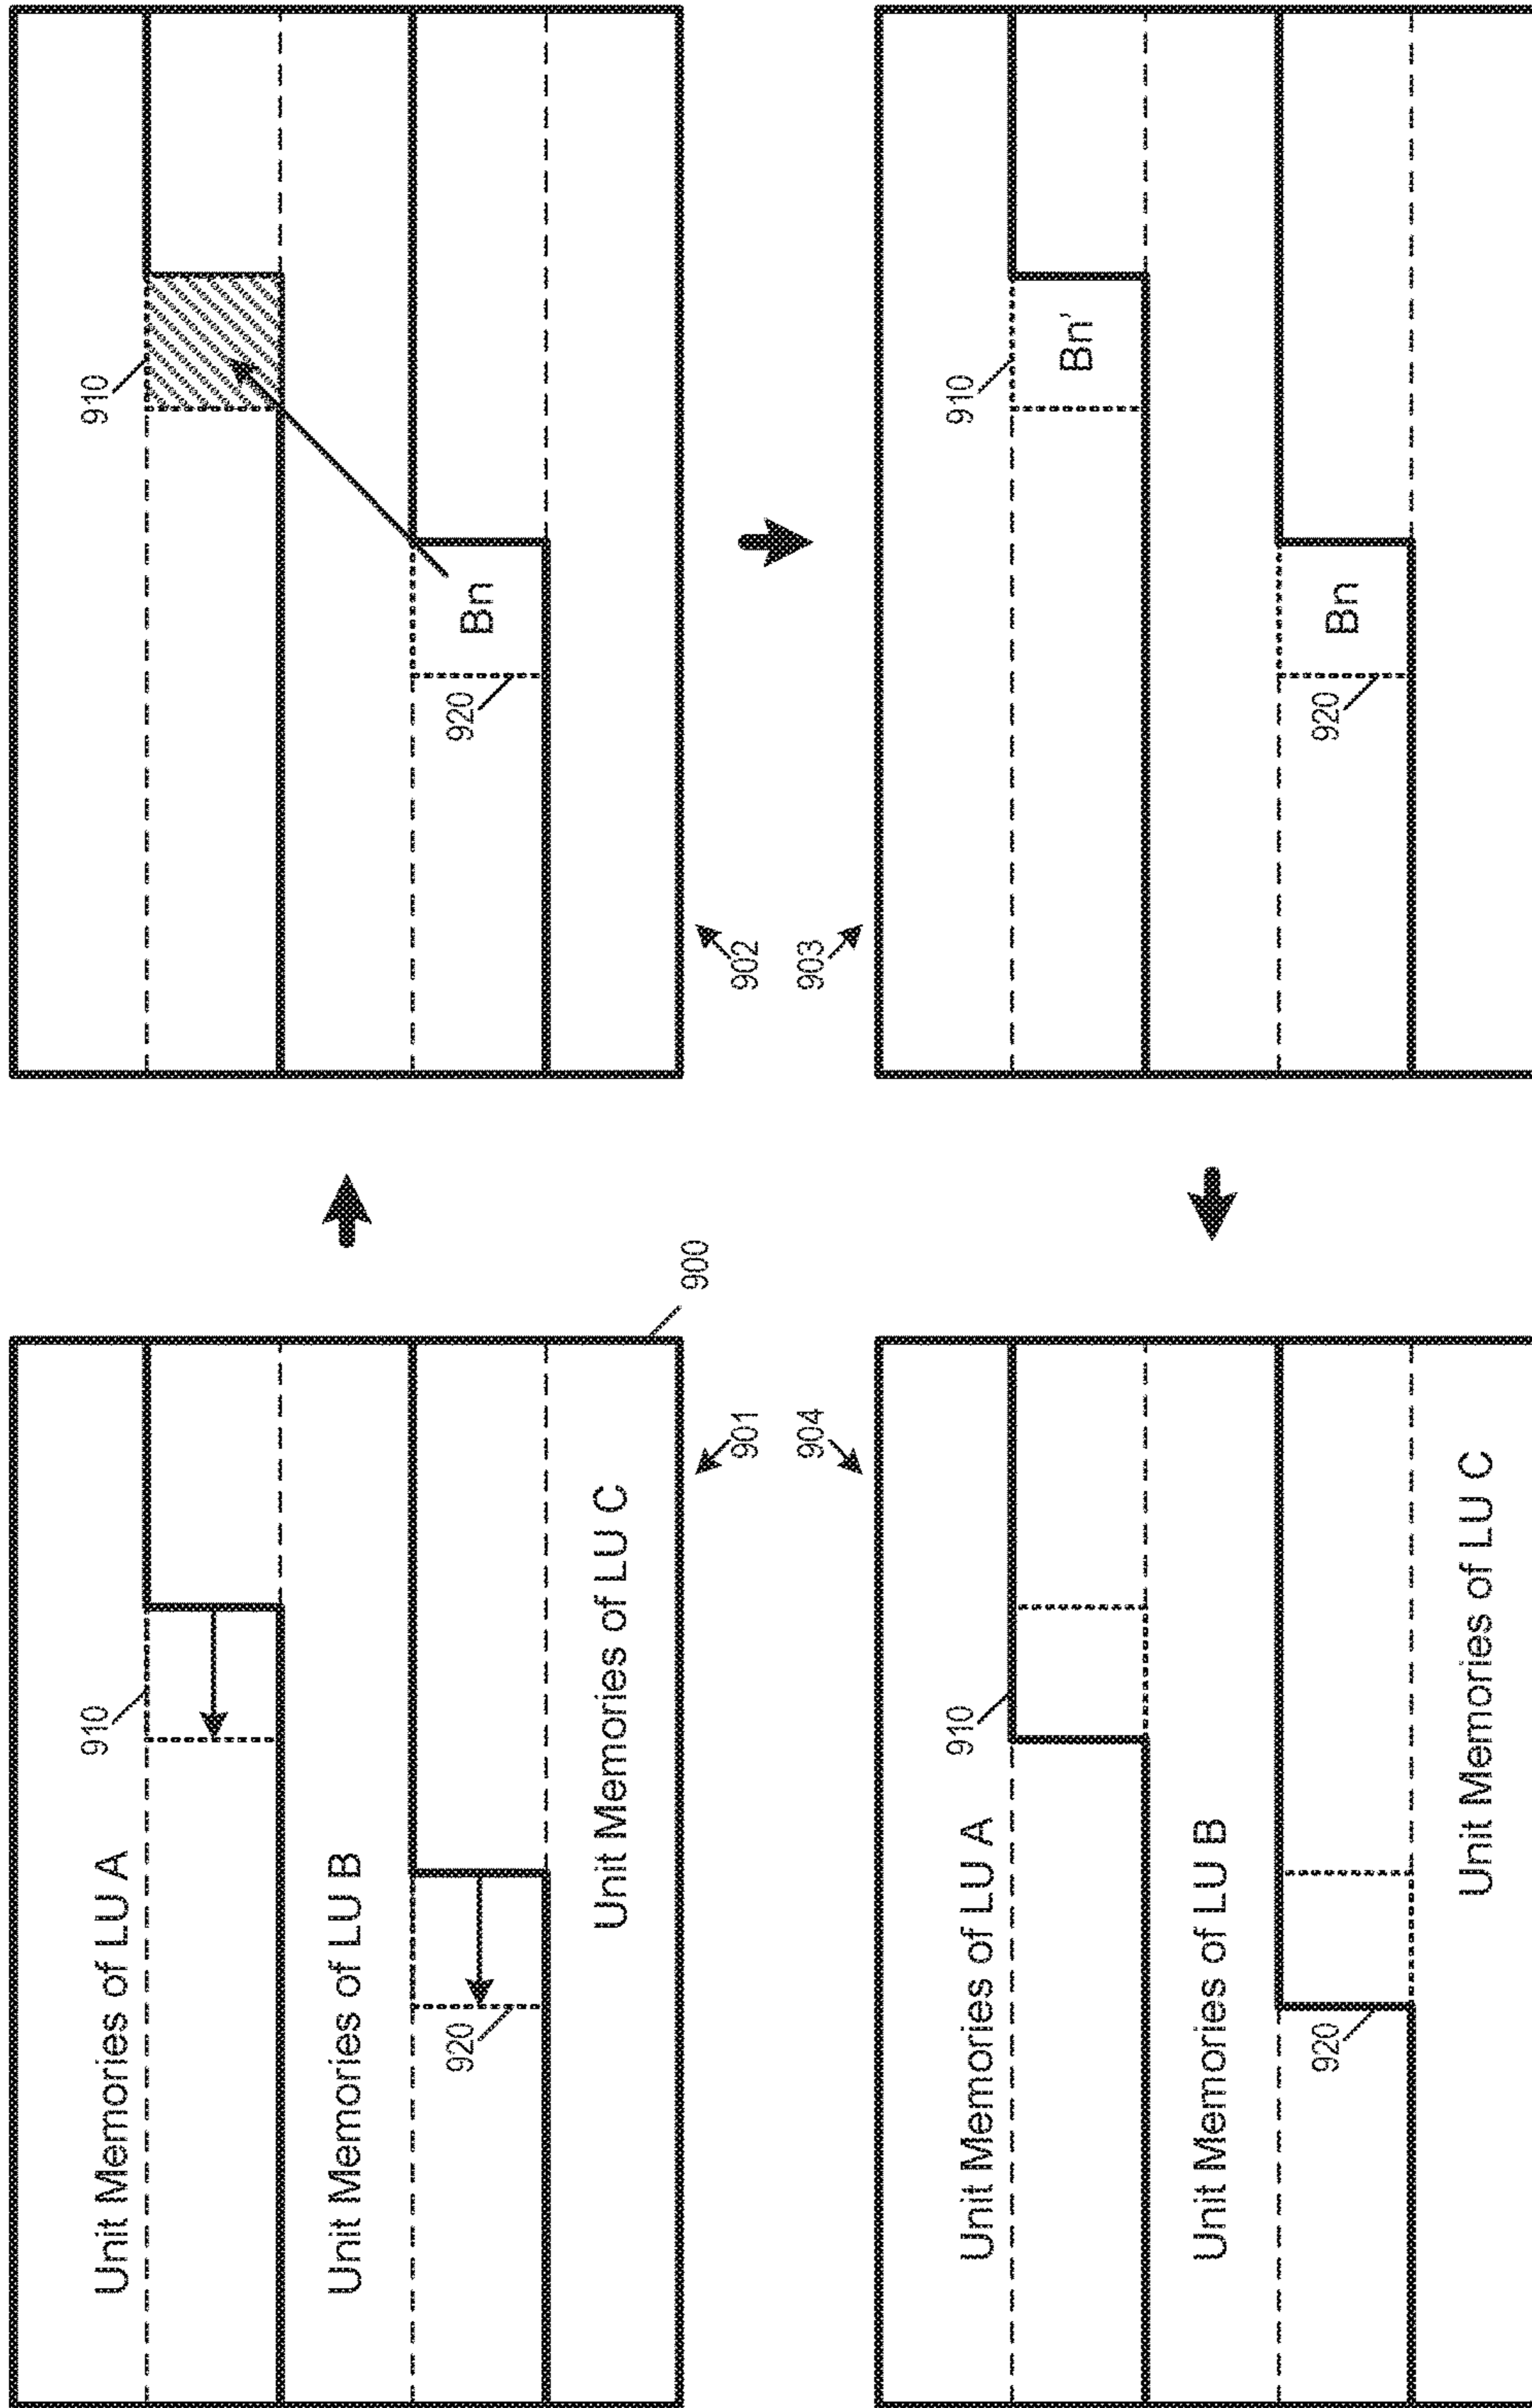 Unit Memories of LU A
910
Unit Memories of LU B
920
Unit Memories of LU C
900
901
910
920
Bn
902
903
910
Bn'
920
Bn
904
Unit Memories of LU A
910
Unit Memories of LU B
920
Unit Memories of LU C